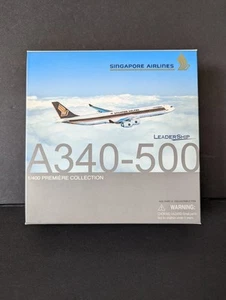 SINGAPORE AIRLINES
LEADERSHIP
A340-500
1/400 PREMIERE COLLECTION
WARNING: